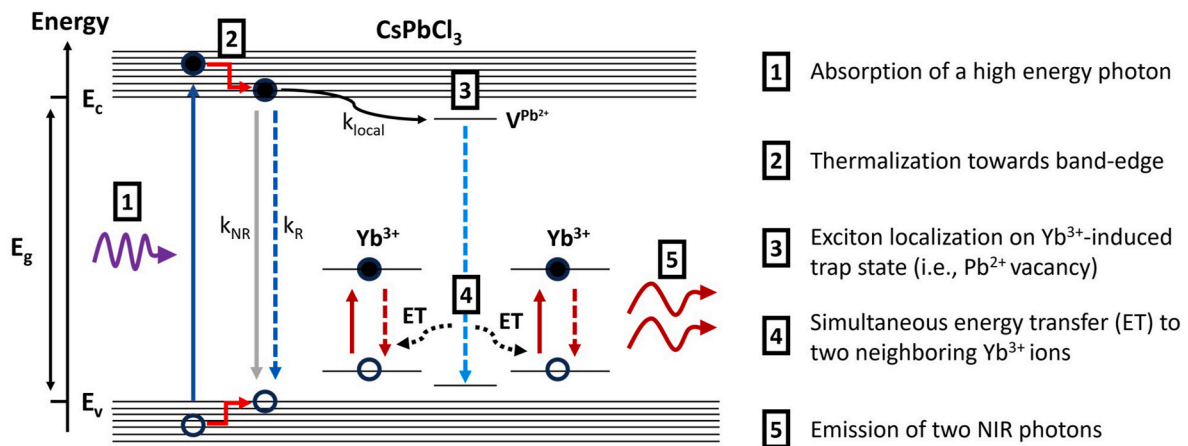 Energy
CsPbCl₃
2
E_c
3
k_local
V^Pb²⁺
1
E_g
k_NR
k_R
Yb³⁺
Yb³⁺
5
4
ET
ET
E_v
1 Absorption of a high energy photon
2 Thermalization towards band-edge
3 Exciton localization on Yb³⁺-induced
trap state (i.e., Pb²⁺ vacancy)
4 Simultaneous energy transfer (ET) to
two neighboring Yb³⁺ ions
5 Emission of two NIR photons